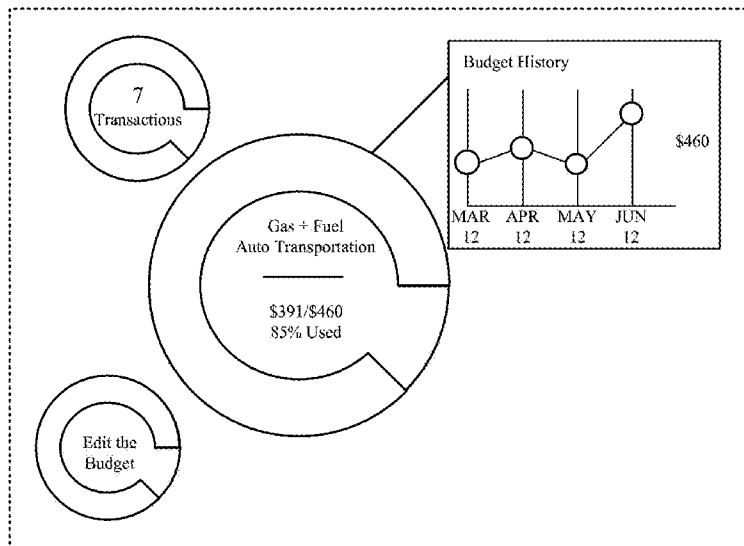 7
Transactions
Budget History
$460
MAR APR MAY JUN
12 12 12 12
Gas + Fuel
Auto Transportation
$391/$460
85% Used
Edit the
Budget